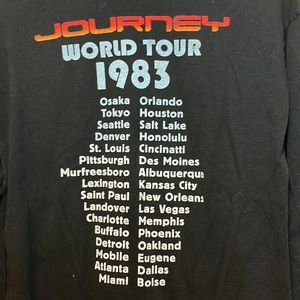 JOURNEY
WORLD TOUR
1983
Osaka Orlando
Tokyo Houston
Seattle Salt Lake
Denver Honolulu
St. Louis Cincinatti
Pittsburgh Des Moines
Murfreesboro Albuquerque
Lexington Kansas City
Saint Paul New Orleans
Landover Las Vegas
Charlotte Memphis
Buffalo Phoenix
Detroit Oakland
Mobile Eugene
Atlanta Dallas
Miami Boise